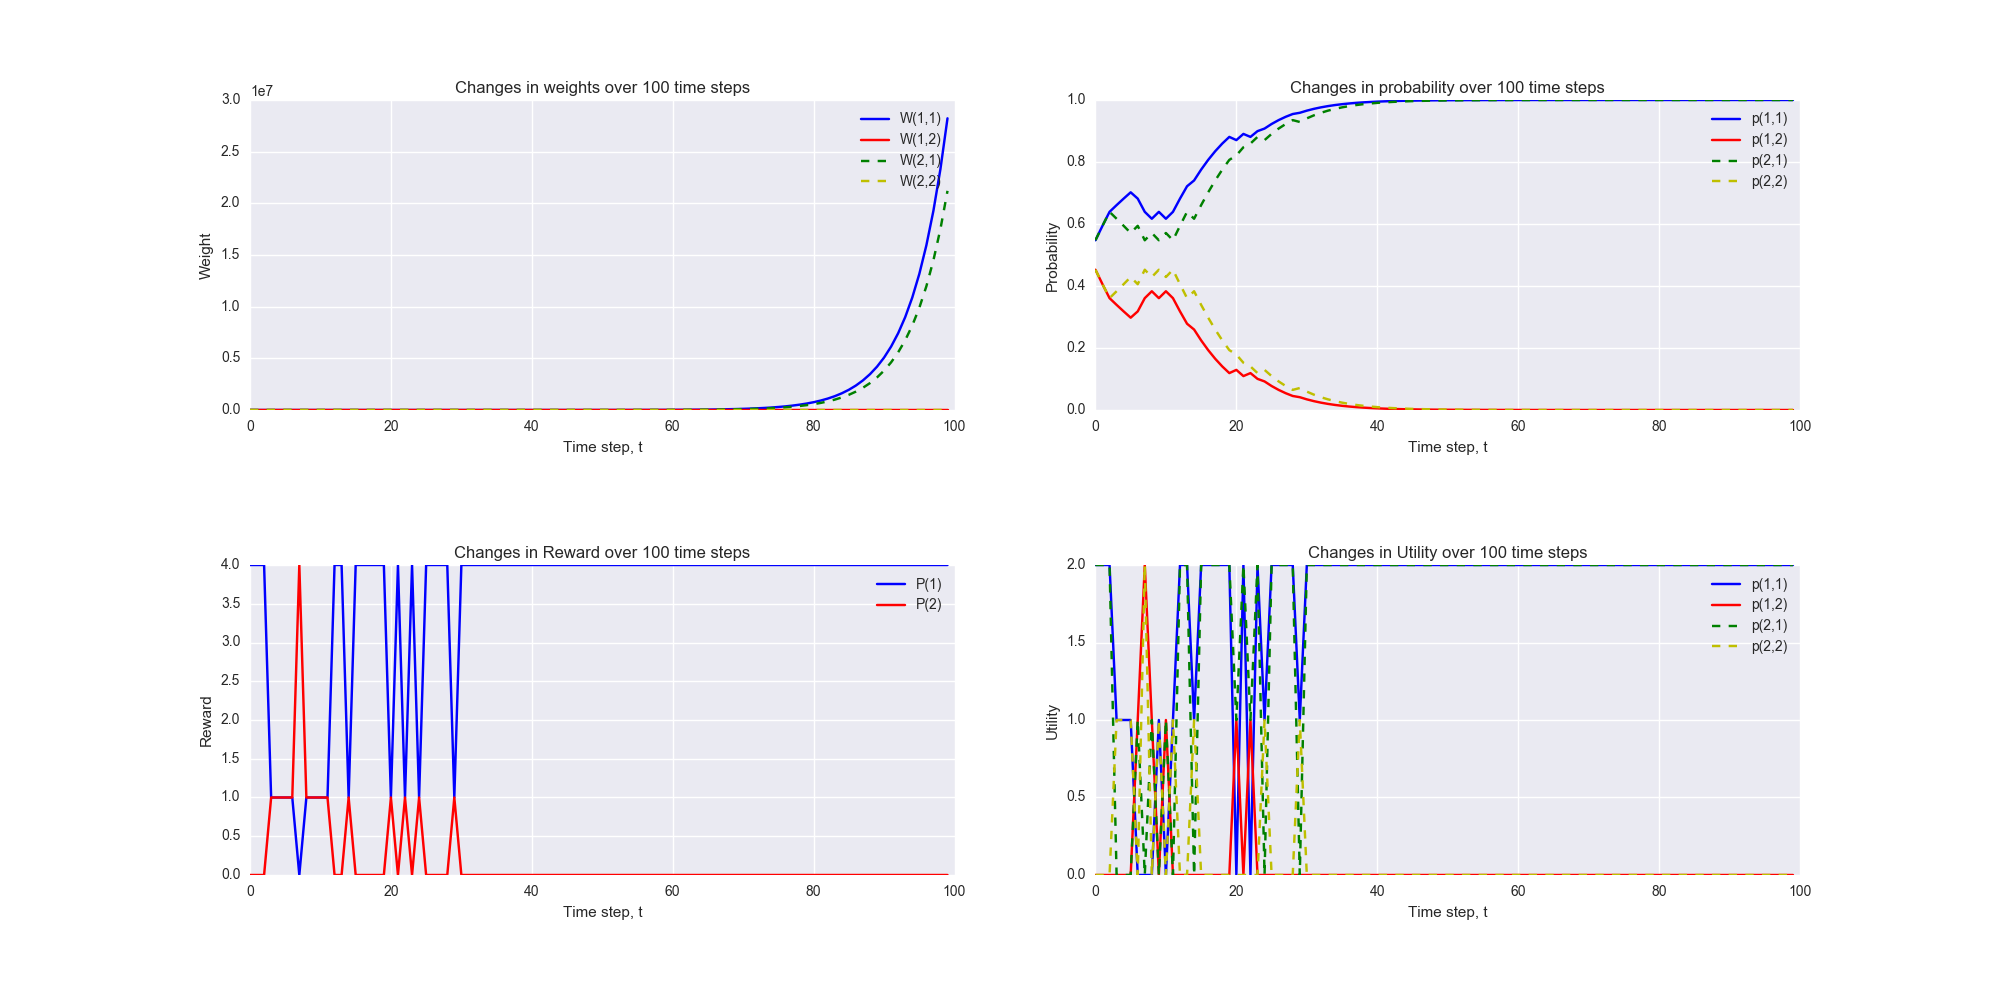 Changes in weights over 100 time steps
1e7
3.0
2.5
2.0
1.5
1.0
0.5
0.0
Weight
W(1,1)
W(1,2)
W(2,1)
W(2,2)
0 20 40 60 80 100
Time step, t
Changes in probability over 100 time steps
1.0
0.8
0.6
0.4
0.2
0.0
Probability
p(1,1)
p(1,2)
p(2,1)
p(2,2)
0 20 40 60 80 100
Time step, t
Changes in Reward over 100 time steps
4.0
3.5
3.0
2.5
2.0
1.5
1.0
0.5
0.0
Reward
P(1)
P(2)
0 20 40 60 80 100
Time step, t
Changes in Utility over 100 time steps
2.0
1.5
1.0
0.5
0.0
Utility
p(1,1)
p(1,2)
p(2,1)
p(2,2)
0 20 40 60 80 100
Time step, t